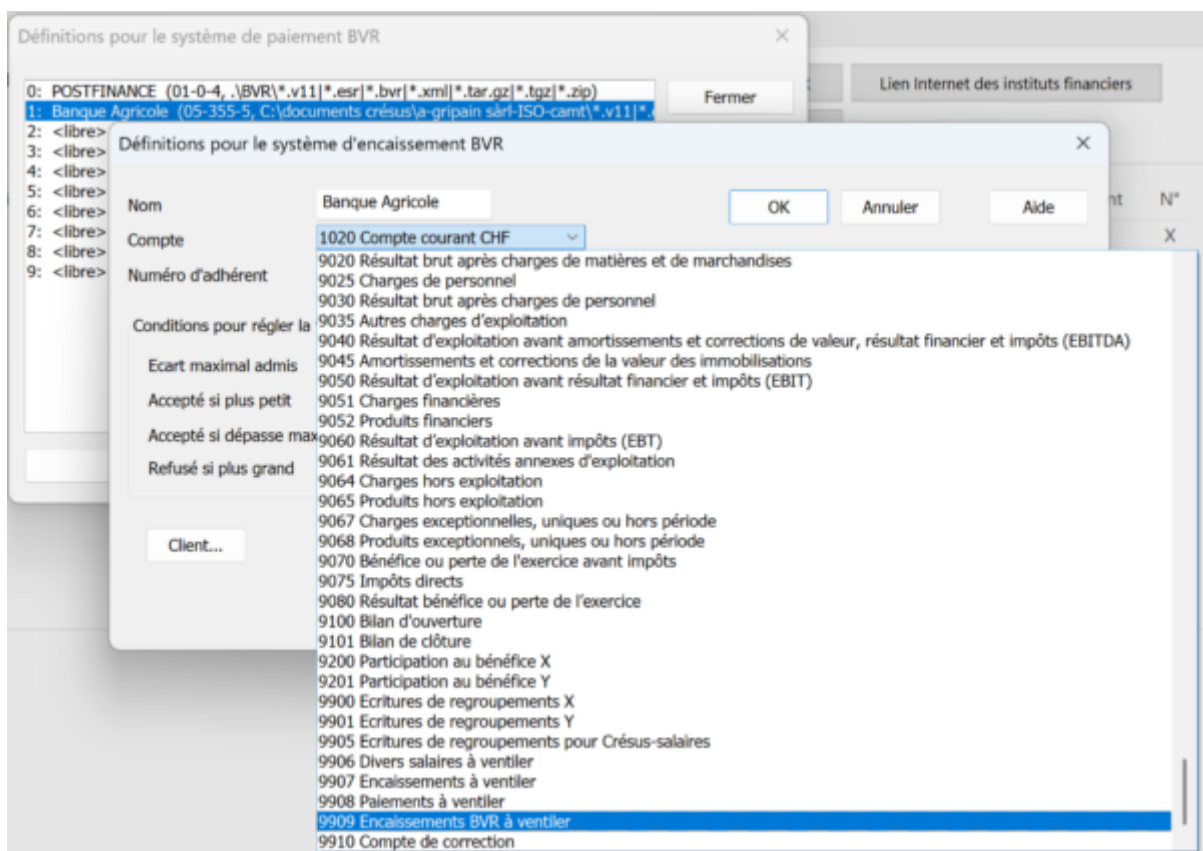 Définitions pour le système de paiement BVR
0: POSTFINANCE (01-0-4, .\BVR\*.v11|*.esr|*.bvr|*.xml|*.tar.gz|*.tgz|*.zip)
1: Banque Agricole (05-355-5, C:\documents crésus\a-gripain sàrl-ISO-camt\*.v11|*.
2: <libre>
3: <libre>
4: <libre>
5: <libre>
6: <libre>
7: <libre>
8: <libre>
9: <libre>
Fermer
Lien Internet des instituts financiers
nt N°
X
Définitions pour le système d'encaissement BVR
Nom
Banque Agricole
OK
Annuler
Aide
Compte
1020 Compte courant CHF
Numéro d'adhérent
Conditions pour régler la
Ecart maximal admis
Accepté si plus petit
Accepté si dépasse max
Refusé si plus grand
Client...
9020 Résultat brut après charges de matières et de marchandises
9025 Charges de personnel
9030 Résultat brut après charges de personnel
9035 Autres charges d'exploitation
9040 Résultat d'exploitation avant amortissements et corrections de valeur, résultat financier et impôts (EBITDA)
9045 Amortissements et corrections de la valeur des immobilisations
9050 Résultat d'exploitation avant résultat financier et impôts (EBIT)
9051 Charges financières
9052 Produits financiers
9060 Résultat d'exploitation avant impôts (EBT)
9061 Résultat des activités annexes d'exploitation
9064 Charges hors exploitation
9065 Produits hors exploitation
9067 Charges exceptionnelles, uniques ou hors période
9068 Produits exceptionnels, uniques ou hors période
9070 Bénéfice ou perte de l'exercice avant impôts
9075 Impôts directs
9080 Résultat bénéfice ou perte de l'exercice
9100 Bilan d'ouverture
9101 Bilan de clôture
9200 Participation au bénéfice X
9201 Participation au bénéfice Y
9900 Ecritures de regroupements X
9901 Ecritures de regroupements Y
9905 Ecritures de regroupements pour Crésus-salaires
9906 Divers salaires à ventiler
9907 Encaissements à ventiler
9908 Paiements à ventiler
9909 Encaissements BVR à ventiler
9910 Compte de correction